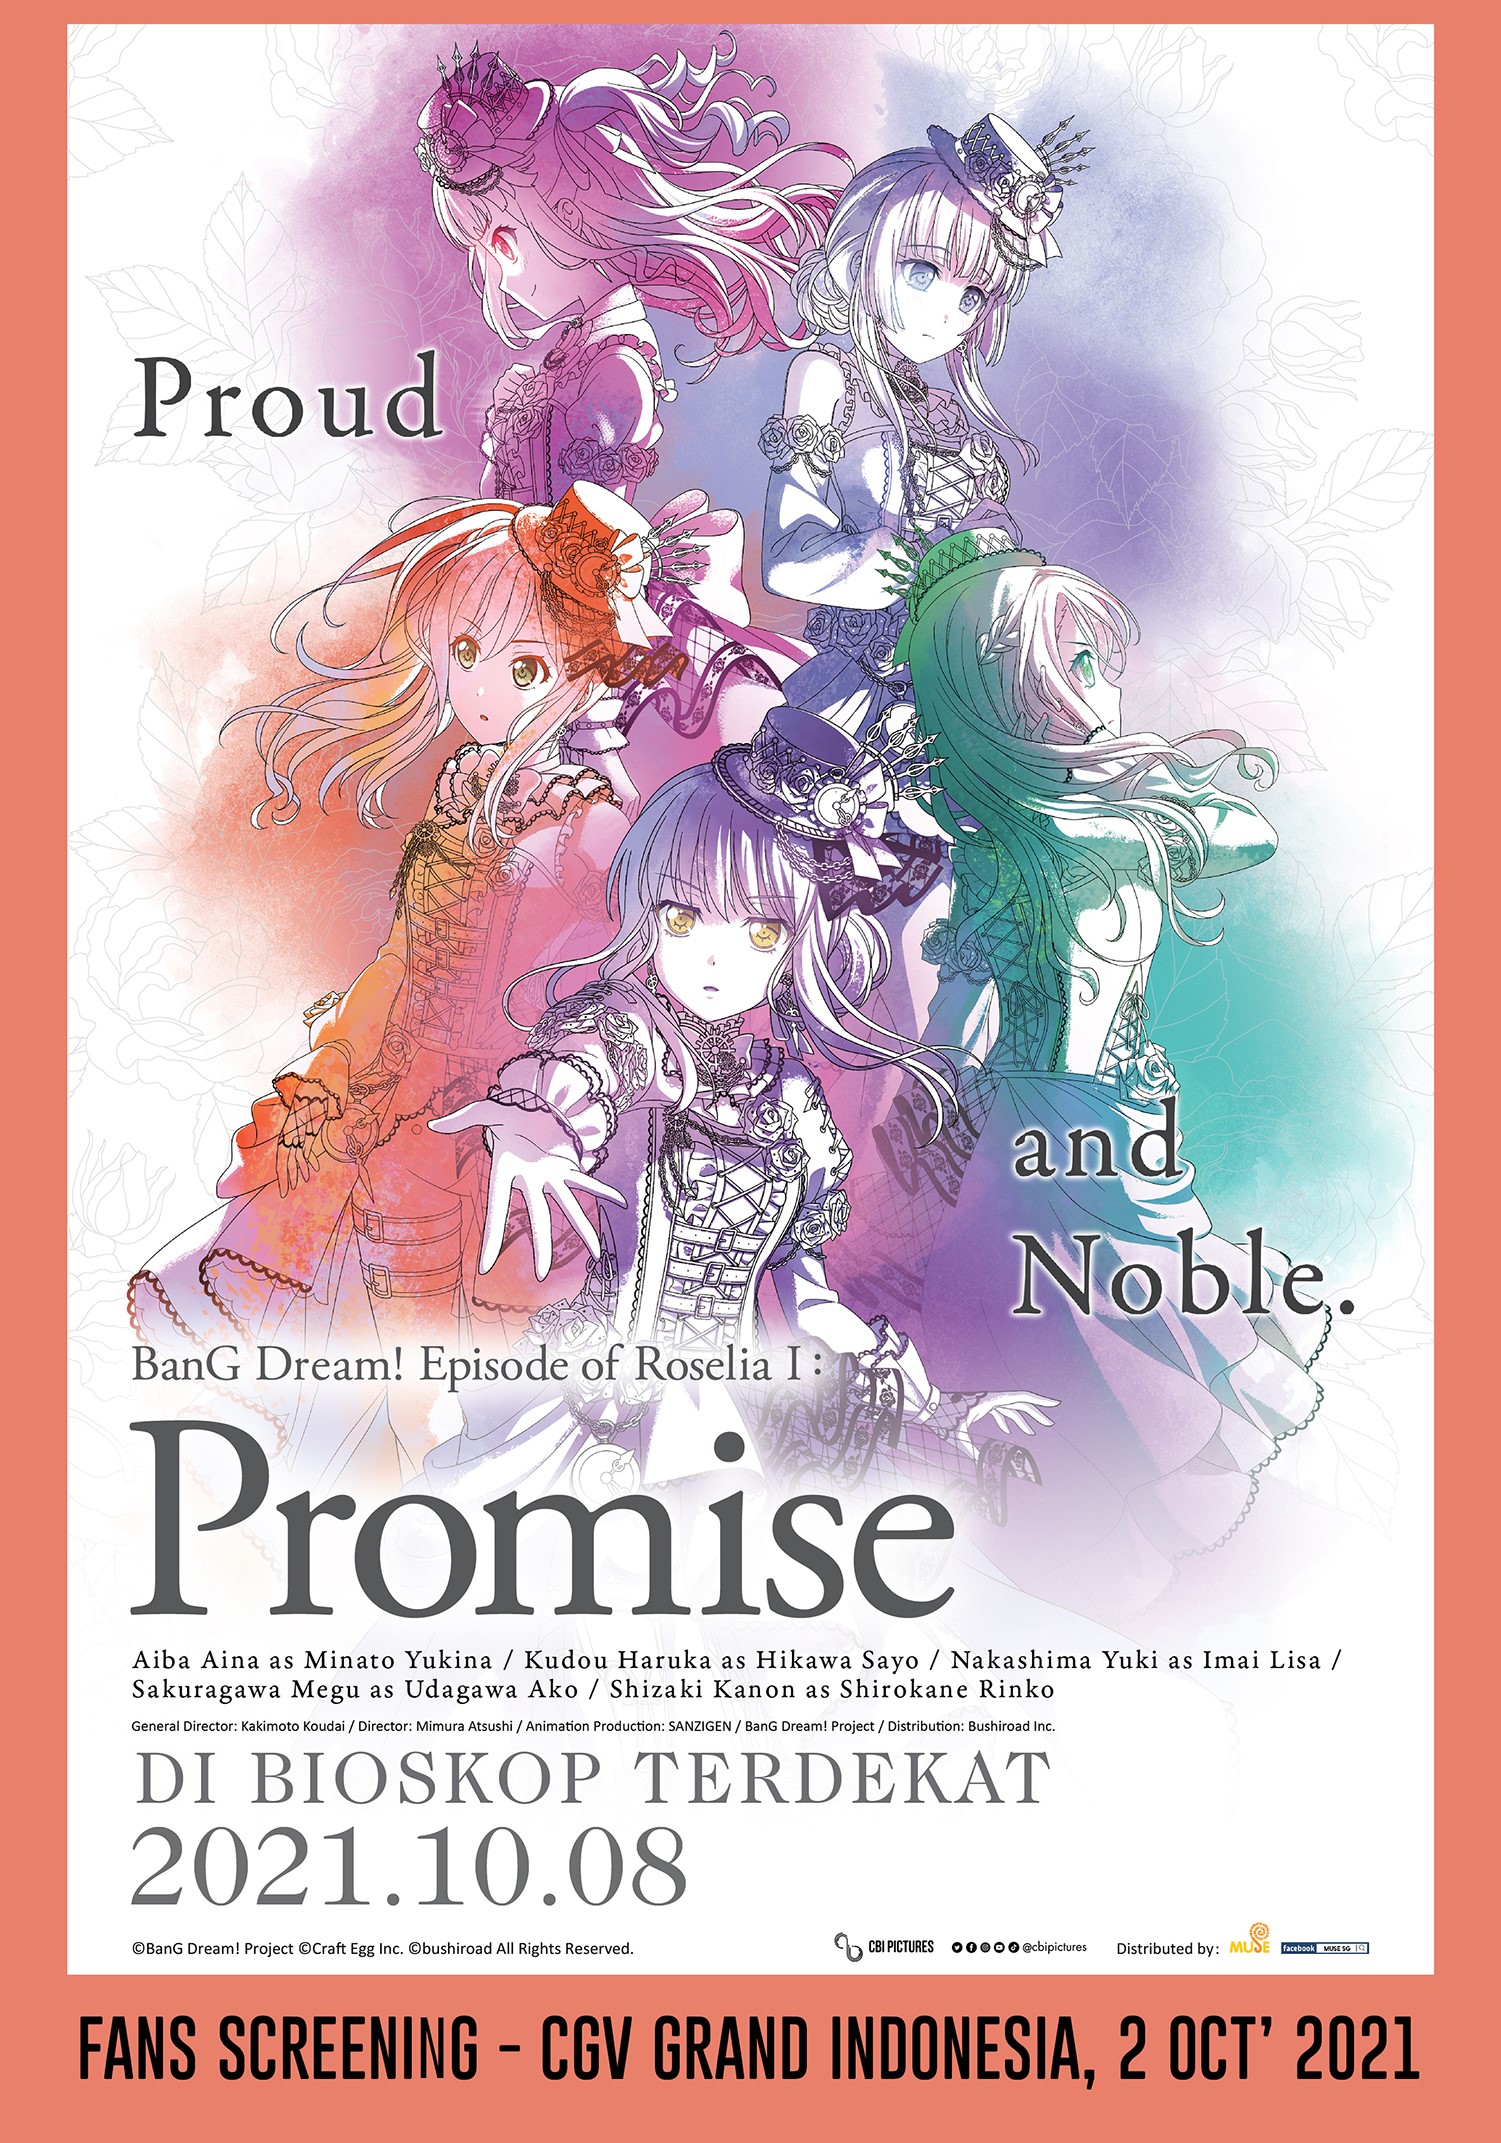 Proud
and
Noble.
BanG Dream! Episode of Roselia I :
Promise
Aiba Aina as Minato Yukina / Kudou Haruka as Hikawa Sayo / Nakashima Yuki as Imai Lisa /
Sakuragawa Megu as Udagawa Ako / Shizaki Kanon as Shirokane Rinko
General Director: Kakimoto Koudai / Director: Mimura Atsushi / Animation Production: SANZIGEN / BanG Dream! Project / Distribution: Bushiroad Inc.
DI BIOSKOP TERDEKAT
2021.10.08
©BanG Dream! Project ©Craft Egg Inc. ©bushiroad All Rights Reserved. CBI PICTURES @cbipictures Distributed by: MUSE facebook MUSE SG
FANS SCREENING - CGV GRAND INDONESIA, 2 OCT' 2021